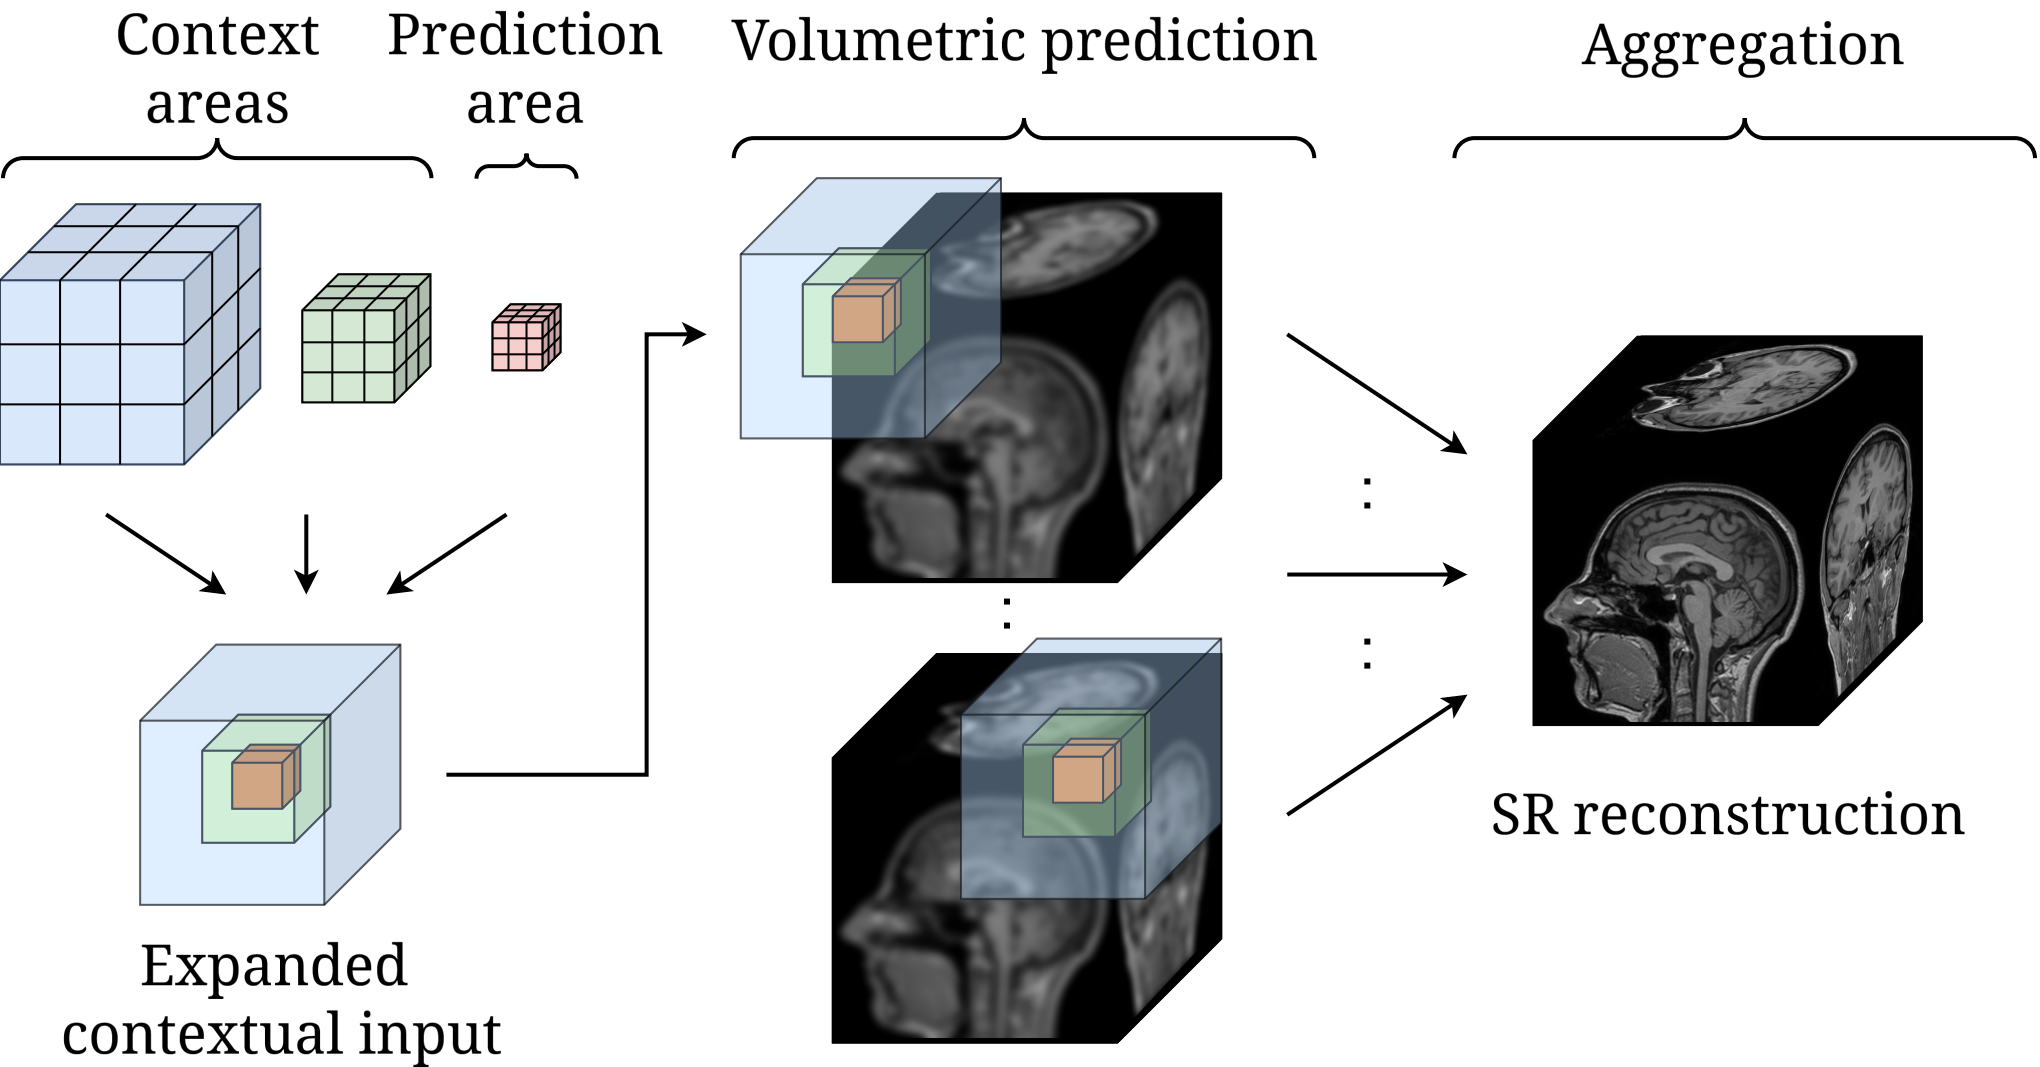 Context
areas
Prediction
area
Volumetric prediction
Aggregation
Expanded
contextual input
SR reconstruction